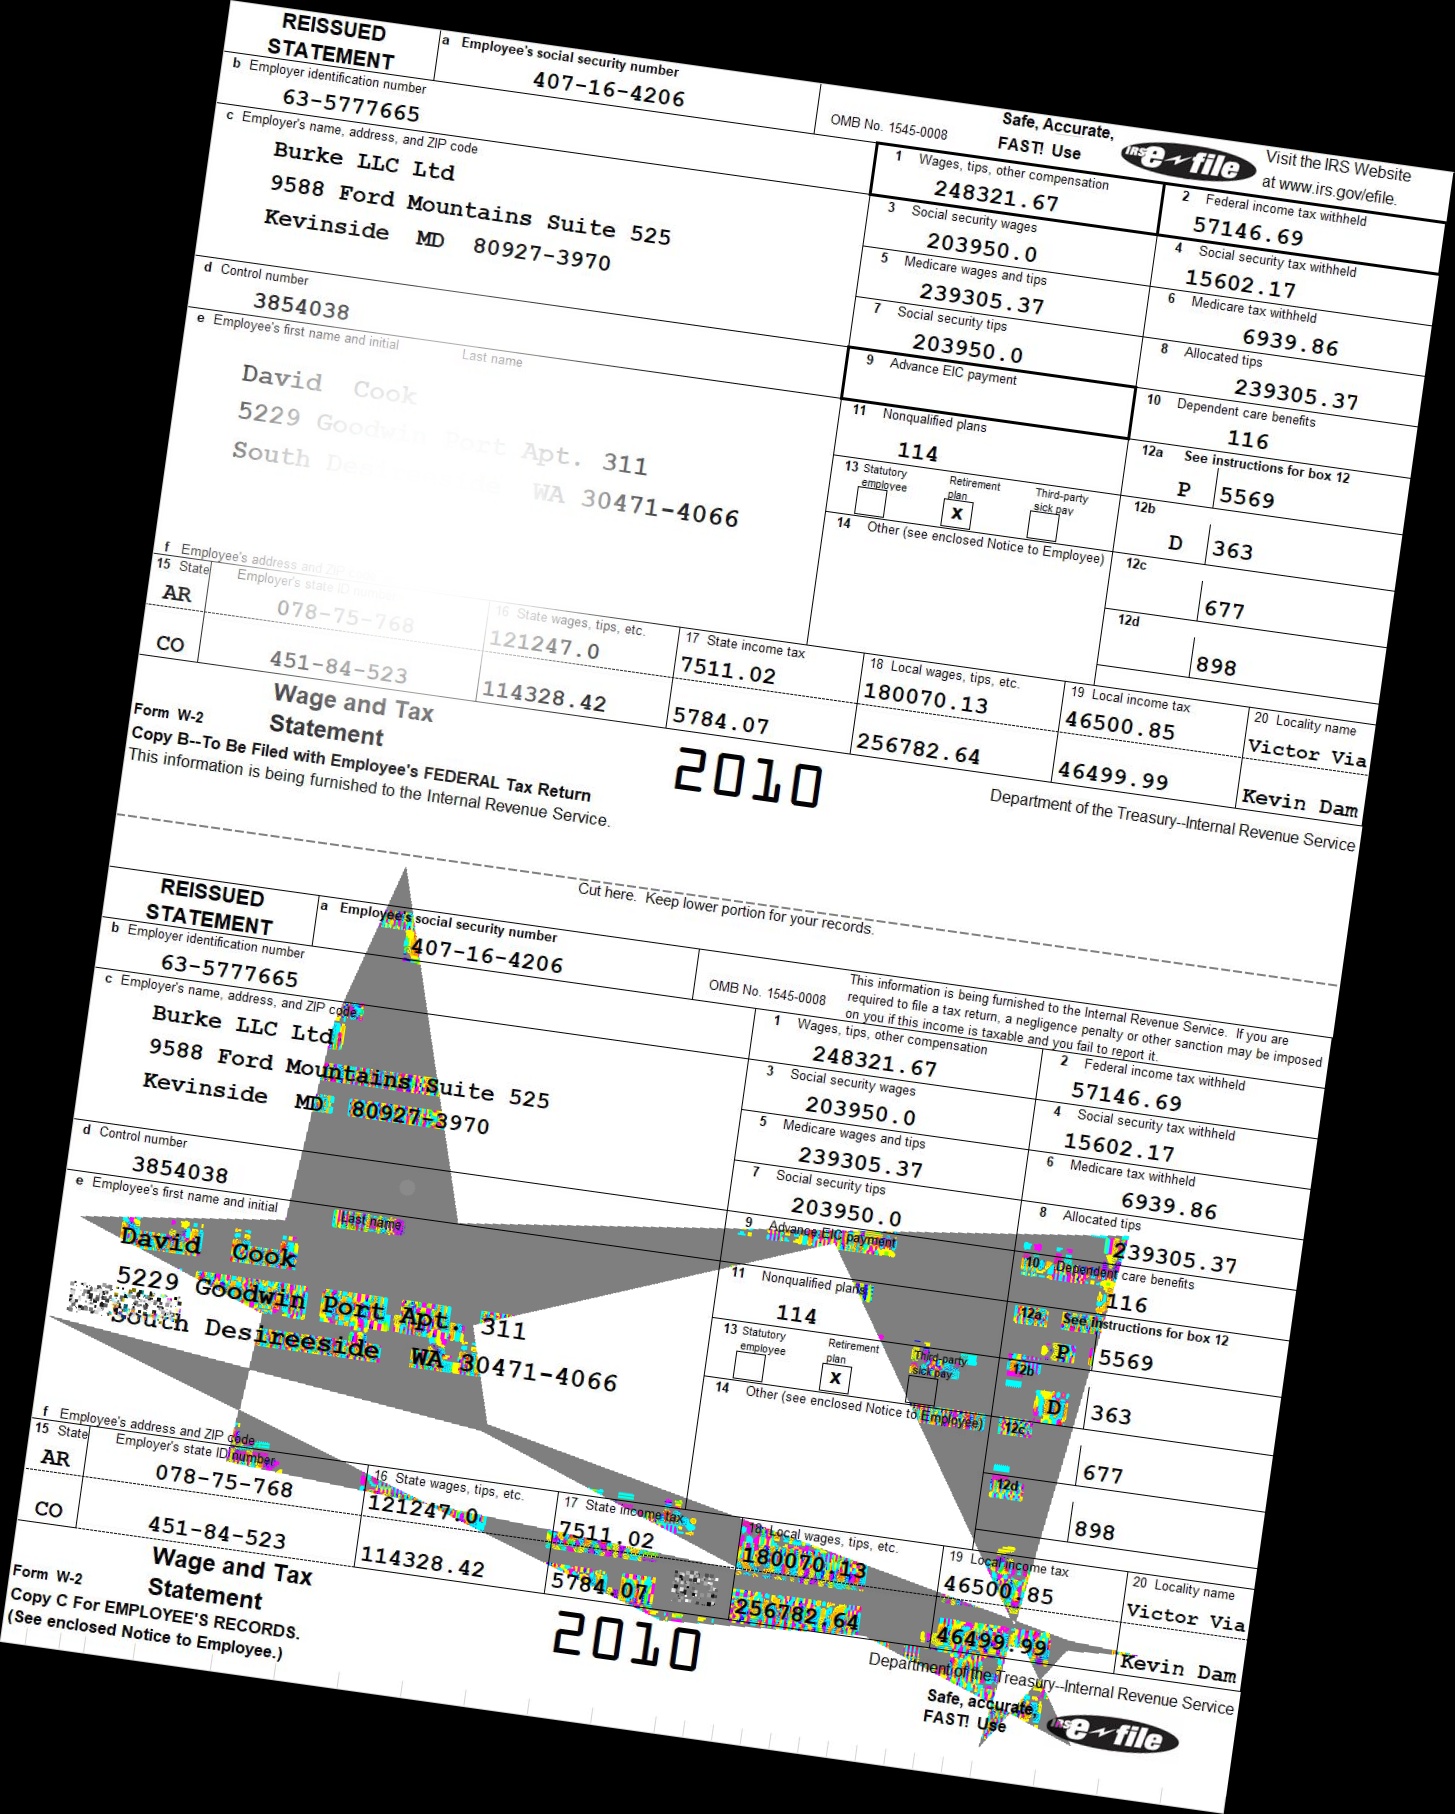 REISSUED STATEMENT
a Employee's social security number
407-16-4206
OMB No. 1545-0008
Safe, Accurate, FAST! Use
IRS e-file
Visit the IRS Website at www.irs.gov/efile.
b Employer identification number
63-5777665
c Employer's name, address, and ZIP code
Burke LLC Ltd
9588 Ford Mountains Suite 525
Kevinside MD 80927-3970
1 Wages, tips, other compensation
248321.67
2 Federal income tax withheld
57146.69
3 Social security wages
203950.0
4 Social security tax withheld
15602.17
5 Medicare wages and tips
239305.37
6 Medicare tax withheld
6939.86
d Control number
3854038
7 Social security tips
203950.0
8 Allocated tips
239305.37
e Employee's first name and initial Last name
David Cook
5229 Goodwin Port Apt. 311
South Desireeside WA 30471-4066
9 Advance EIC payment
10 Dependent care benefits
116
11 Nonqualified plans
114
12a See instructions for box 12
P 5569
12b
D 363
12c
677
12d
898
13 Statutory employee
Retirement plan
x
Third-party sick pay
14 Other (see enclosed Notice to Employee)
f Employee's address and ZIP code
15 State Employer's state ID number
AR 078-75-768
CO 451-84-523
16 State wages, tips, etc.
121247.0
114328.42
17 State income tax
7511.02
5784.07
18 Local wages, tips, etc.
180070.13
256782.64
19 Local income tax
46500.85
46499.99
20 Locality name
Victor Via
Kevin Dam
Form W-2
Wage and Tax Statement
2010
Copy B--To Be Filed with Employee's FEDERAL Tax Return
This information is being furnished to the Internal Revenue Service.
Department of the Treasury--Internal Revenue Service
Cut here. Keep lower portion for your records.
REISSUED STATEMENT
a Employee's social security number
407-16-4206
OMB No. 1545-0008
This information is being furnished to the Internal Revenue Service. If you are
required to file a tax return, a negligence penalty or other sanction may be imposed
on you if this income is taxable and you fail to report it.
b Employer identification number
63-5777665
c Employer's name, address, and ZIP code
Burke LLC Ltd
9588 Ford Mountains Suite 525
Kevinside MD 80927-3970
1 Wages, tips, other compensation
248321.67
2 Federal income tax withheld
57146.69
3 Social security wages
203950.0
4 Social security tax withheld
15602.17
5 Medicare wages and tips
239305.37
6 Medicare tax withheld
6939.86
d Control number
3854038
7 Social security tips
203950.0
8 Allocated tips
239305.37
e Employee's first name and initial Last name
David Cook
5229 Goodwin Port Apt. 311
South Desireeside WA 30471-4066
9 Advance EIC payment
10 Dependent care benefits
116
11 Nonqualified plans
114
12a See instructions for box 12
P 5569
12b
D 363
12c
677
12d
898
13 Statutory employee
Retirement plan
x
Third-party sick pay
14 Other (see enclosed Notice to Employee)
f Employee's address and ZIP code
15 State Employer's state ID number
AR 078-75-768
CO 451-84-523
16 State wages, tips, etc.
121247.0
114328.42
17 State income tax
7511.02
5784.07
18 Local wages, tips, etc.
180070.13
256782.64
19 Local income tax
46500.85
46499.99
20 Locality name
Victor Via
Kevin Dam
Form W-2
Wage and Tax Statement
2010
Copy C For EMPLOYEE'S RECORDS.
(See enclosed Notice to Employee.)
Department of the Treasury--Internal Revenue Service
Safe, accurate, FAST! Use
IRS e-file